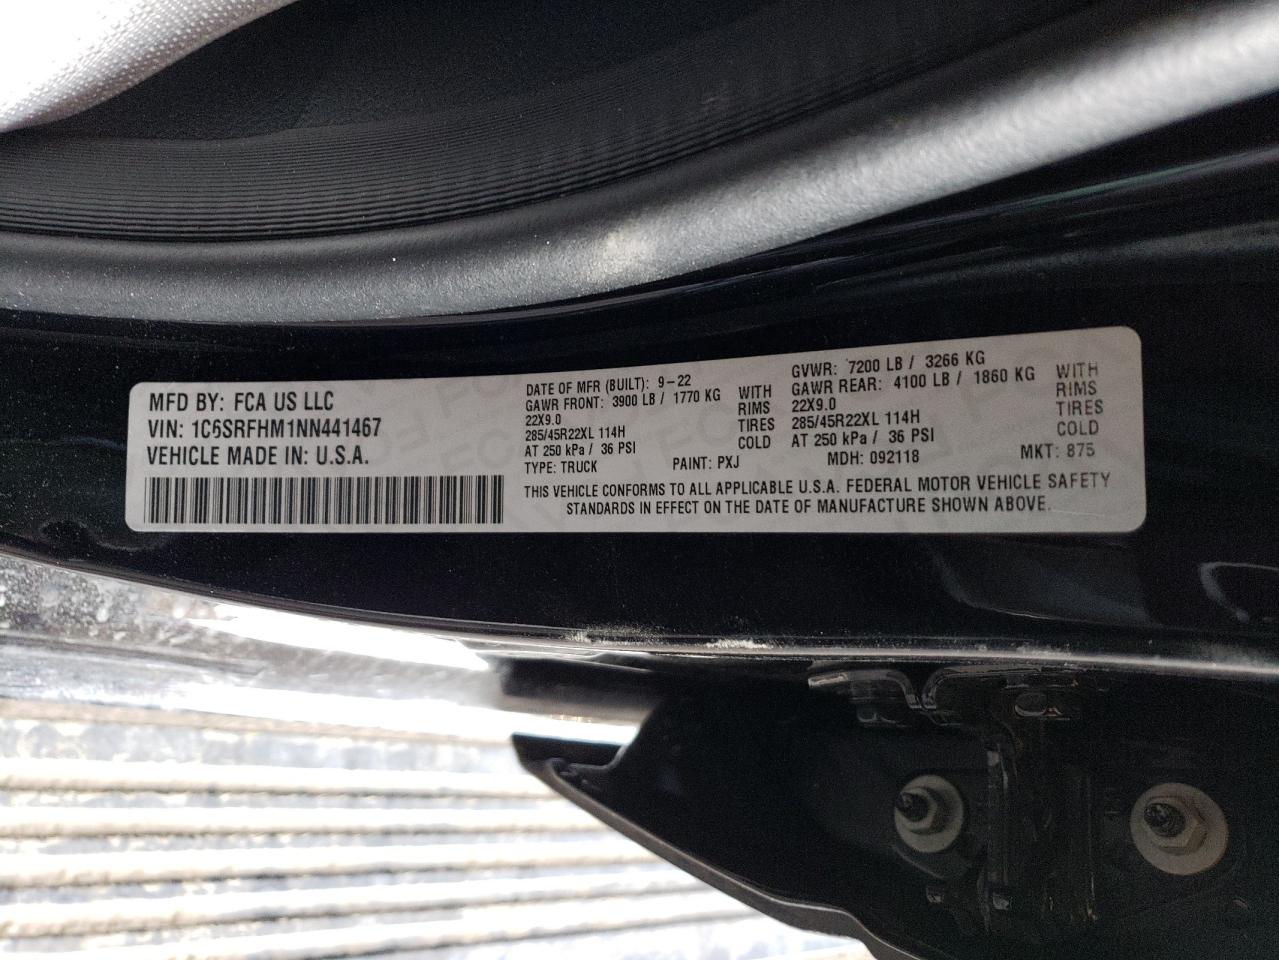 MFD BY: FCA US LLC
VIN: 1C6SRFHM1NN441467
VEHICLE MADE IN: U.S.A.
DATE OF MFR (BUILT): 9-22
GAWR FRONT: 3900 LB / 1770 KG WITH
22X9.0 RIMS
285/45R22XL 114H TIRES
AT 250 kPa / 36 PSI COLD
GVWR: 7200 LB / 3266 KG
GAWR REAR: 4100 LB / 1860 KG WITH
22X9.0 RIMS
285/45R22XL 114H TIRES
AT 250 kPa / 36 PSI COLD
TYPE: TRUCK PAINT: PXJ MDH: 092118 MKT: 875
THIS VEHICLE CONFORMS TO ALL APPLICABLE U.S.A. FEDERAL MOTOR VEHICLE SAFETY
STANDARDS IN EFFECT ON THE DATE OF MANUFACTURE SHOWN ABOVE.